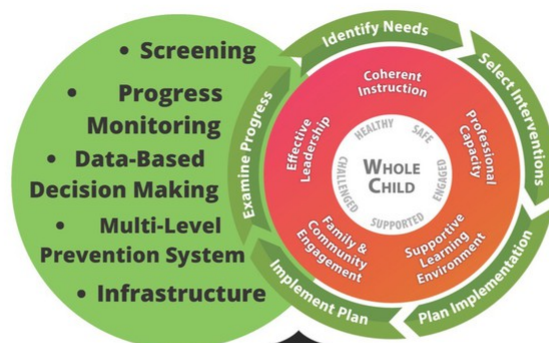 • Screening
• Progress
Monitoring
• Data-Based
Decision Making
• Multi-Level
Prevention System
• Infrastructure
Identify Needs
Select Interventions
Plan Implementation
Implement Plan
Examine Progress
Coherent
Instruction
Professional
Capacity
Supportive
Learning
Environment
Family &
Community
Engagement
Effective
Leadership
HEALTHY
SAFE
ENGAGED
SUPPORTED
CHALLENGED
WHOLE
CHILD